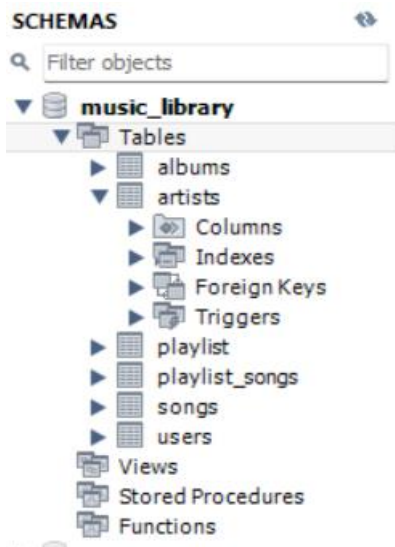 SCHEMAS
Filter objects
music_library
Tables
albums
artists
Columns
Indexes
Foreign Keys
Triggers
playlist
playlist_songs
songs
users
Views
Stored Procedures
Functions